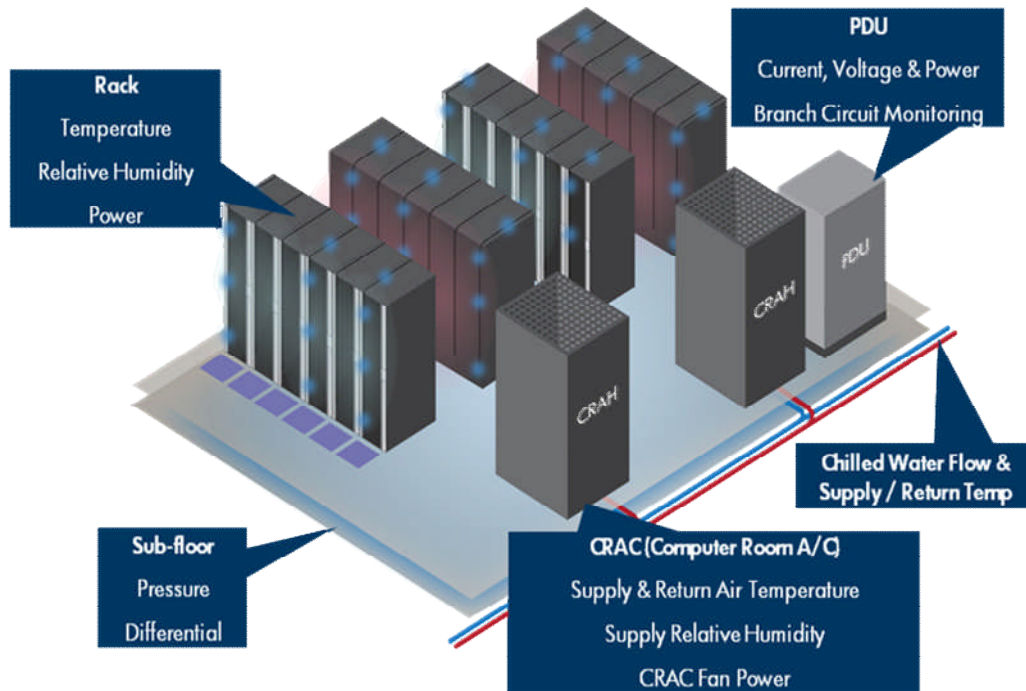 Rack
Temperature
Relative Humidity
Power
PDU
Current, Voltage & Power
Branch Circuit Monitoring
CRAH
PDU
CRAH
Chilled Water Flow &
Supply / Return Temp
Sub-floor
Pressure
Differential
CRAC (Computer Room A/C)
Supply & Return Air Temperature
Supply Relative Humidity
CRAC Fan Power